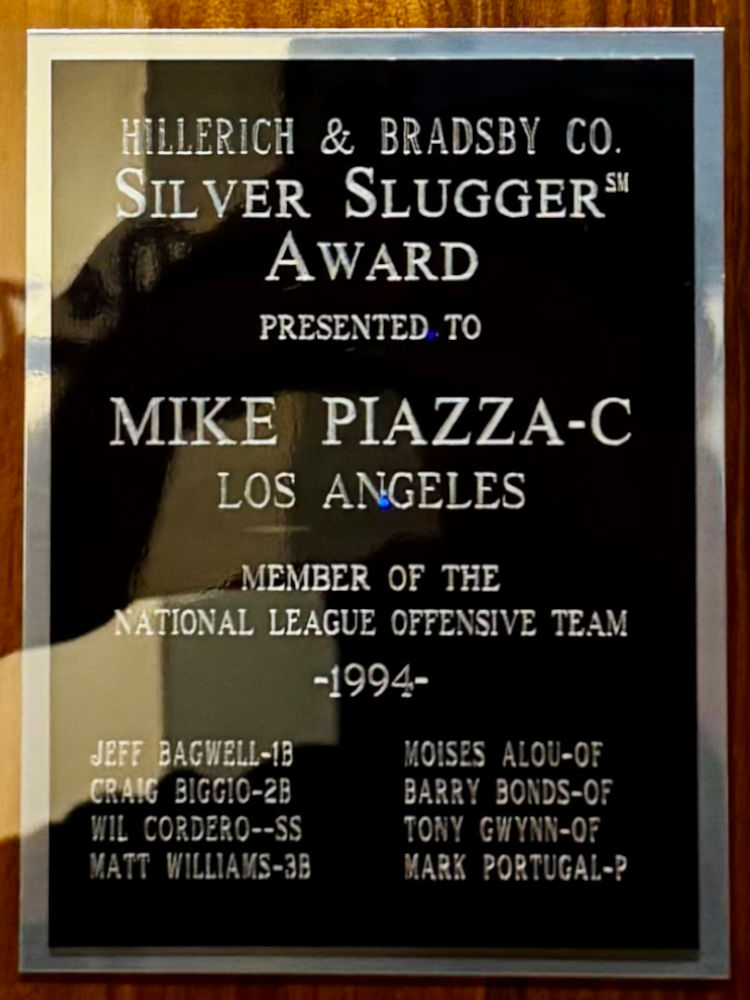 HILLERICH & BRADSBY CO.
SILVER SLUGGER℠
AWARD
PRESENTED TO
MIKE PIAZZA-C
LOS ANGELES
MEMBER OF THE
NATIONAL LEAGUE OFFENSIVE TEAM
-1994-
JEFF BAGWELL-1B
CRAIG BIGGIO-2B
WIL CORDERO--SS
MATT WILLIAMS-3B
MOISES ALOU-OF
BARRY BONDS-OF
TONY GWYNN-OF
MARK PORTUGAL-P